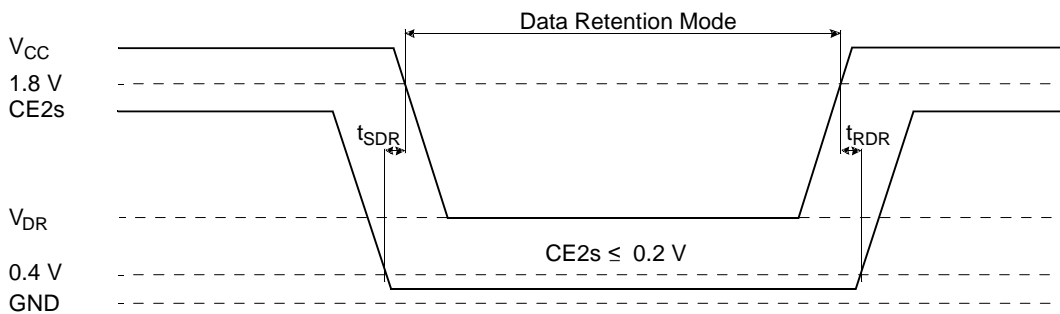 Data Retention Mode
VCC
1.8 V
CE2s
tSDR
tRDR
VDR
CE2s ≤ 0.2 V
0.4 V
GND